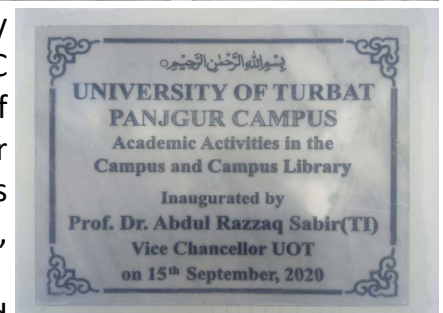 بِسْمِ اللهِ الرَّحْمٰنِ الرَّحِيْمِ
UNIVERSITY OF TURBAT
PANJGUR CAMPUS
Academic Activities in the
Campus and Campus Library
Inaugurated by
Prof. Dr. Abdul Razzaq Sabir(TI)
Vice Chancellor UOT
on 15th September, 2020